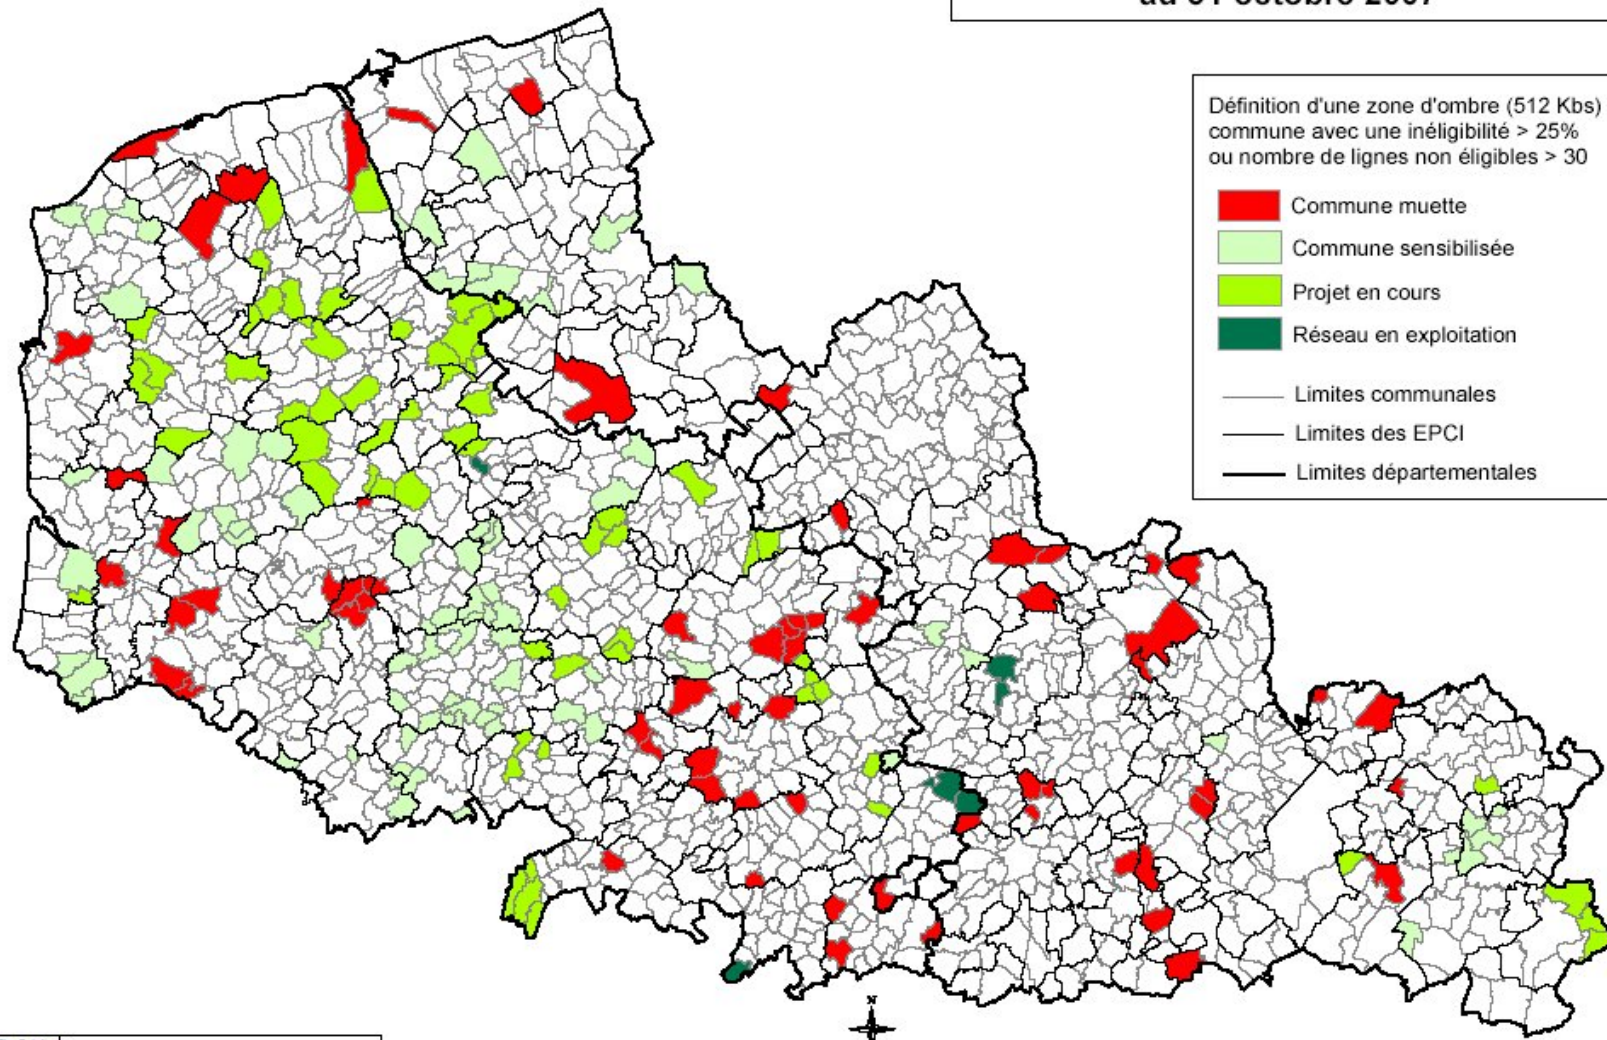 Définition d'une zone d'ombre (512 Kbs)
commune avec une inéligibilité > 25%
ou nombre de lignes non éligibles > 30
Commune muette
Commune sensibilisée
Projet en cours
Réseau en exploitation
Limites communales
Limites des EPCI
Limites départementales
N